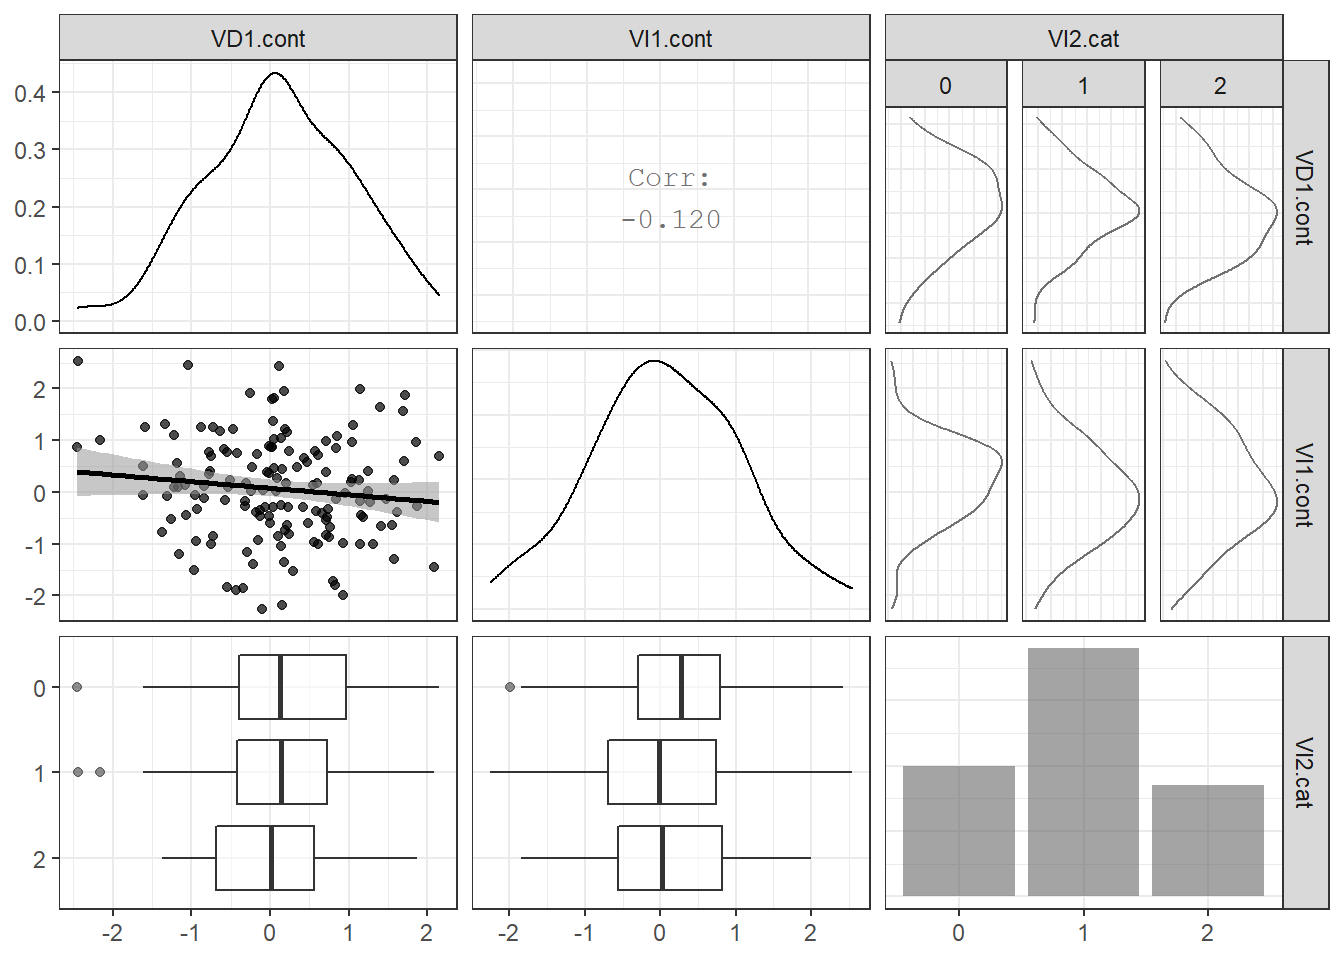 VD1.cont VI1.cont VI2.cat
0 1 2
0.4
0.3
0.2
0.1
0.0
Corr:
-0.120
VD1.cont
2
1
0
-1
-2
VI1.cont
0
1
2
VI2.cat
-2 -1 0 1 2 -2 -1 0 1 2 0 1 2